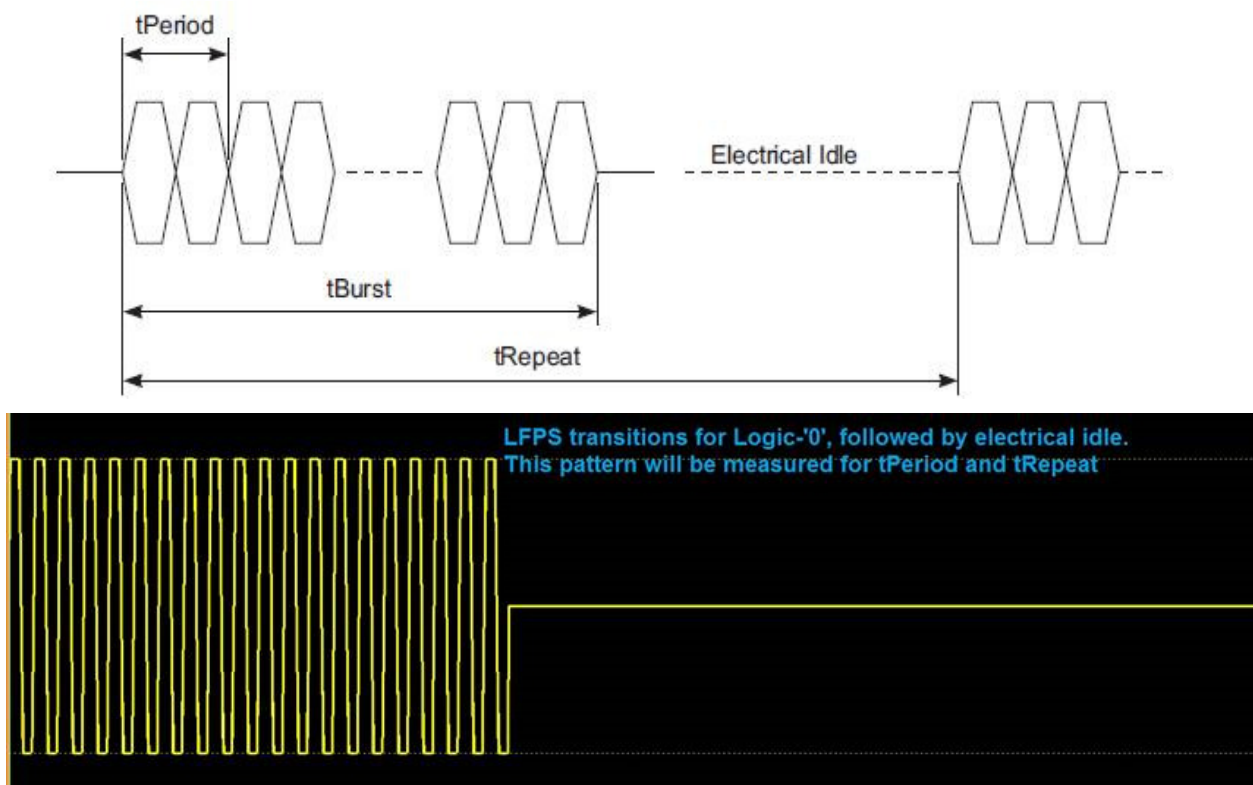 tPeriod
Electrical Idle
tBurst
tRepeat
LFPS transitions for Logic-'0', followed by electrical idle.
This pattern will be measured for tPeriod and tRepeat